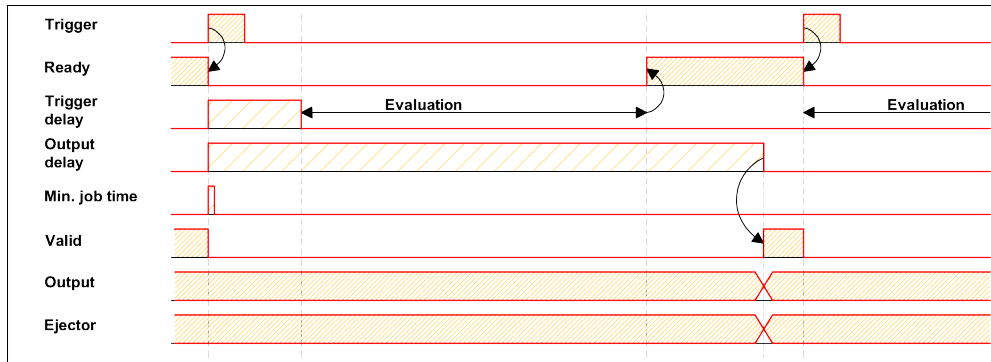 Trigger
Ready
Trigger
delay
Evaluation
Evaluation
Output
delay
Min. job time
Valid
Output
Ejector